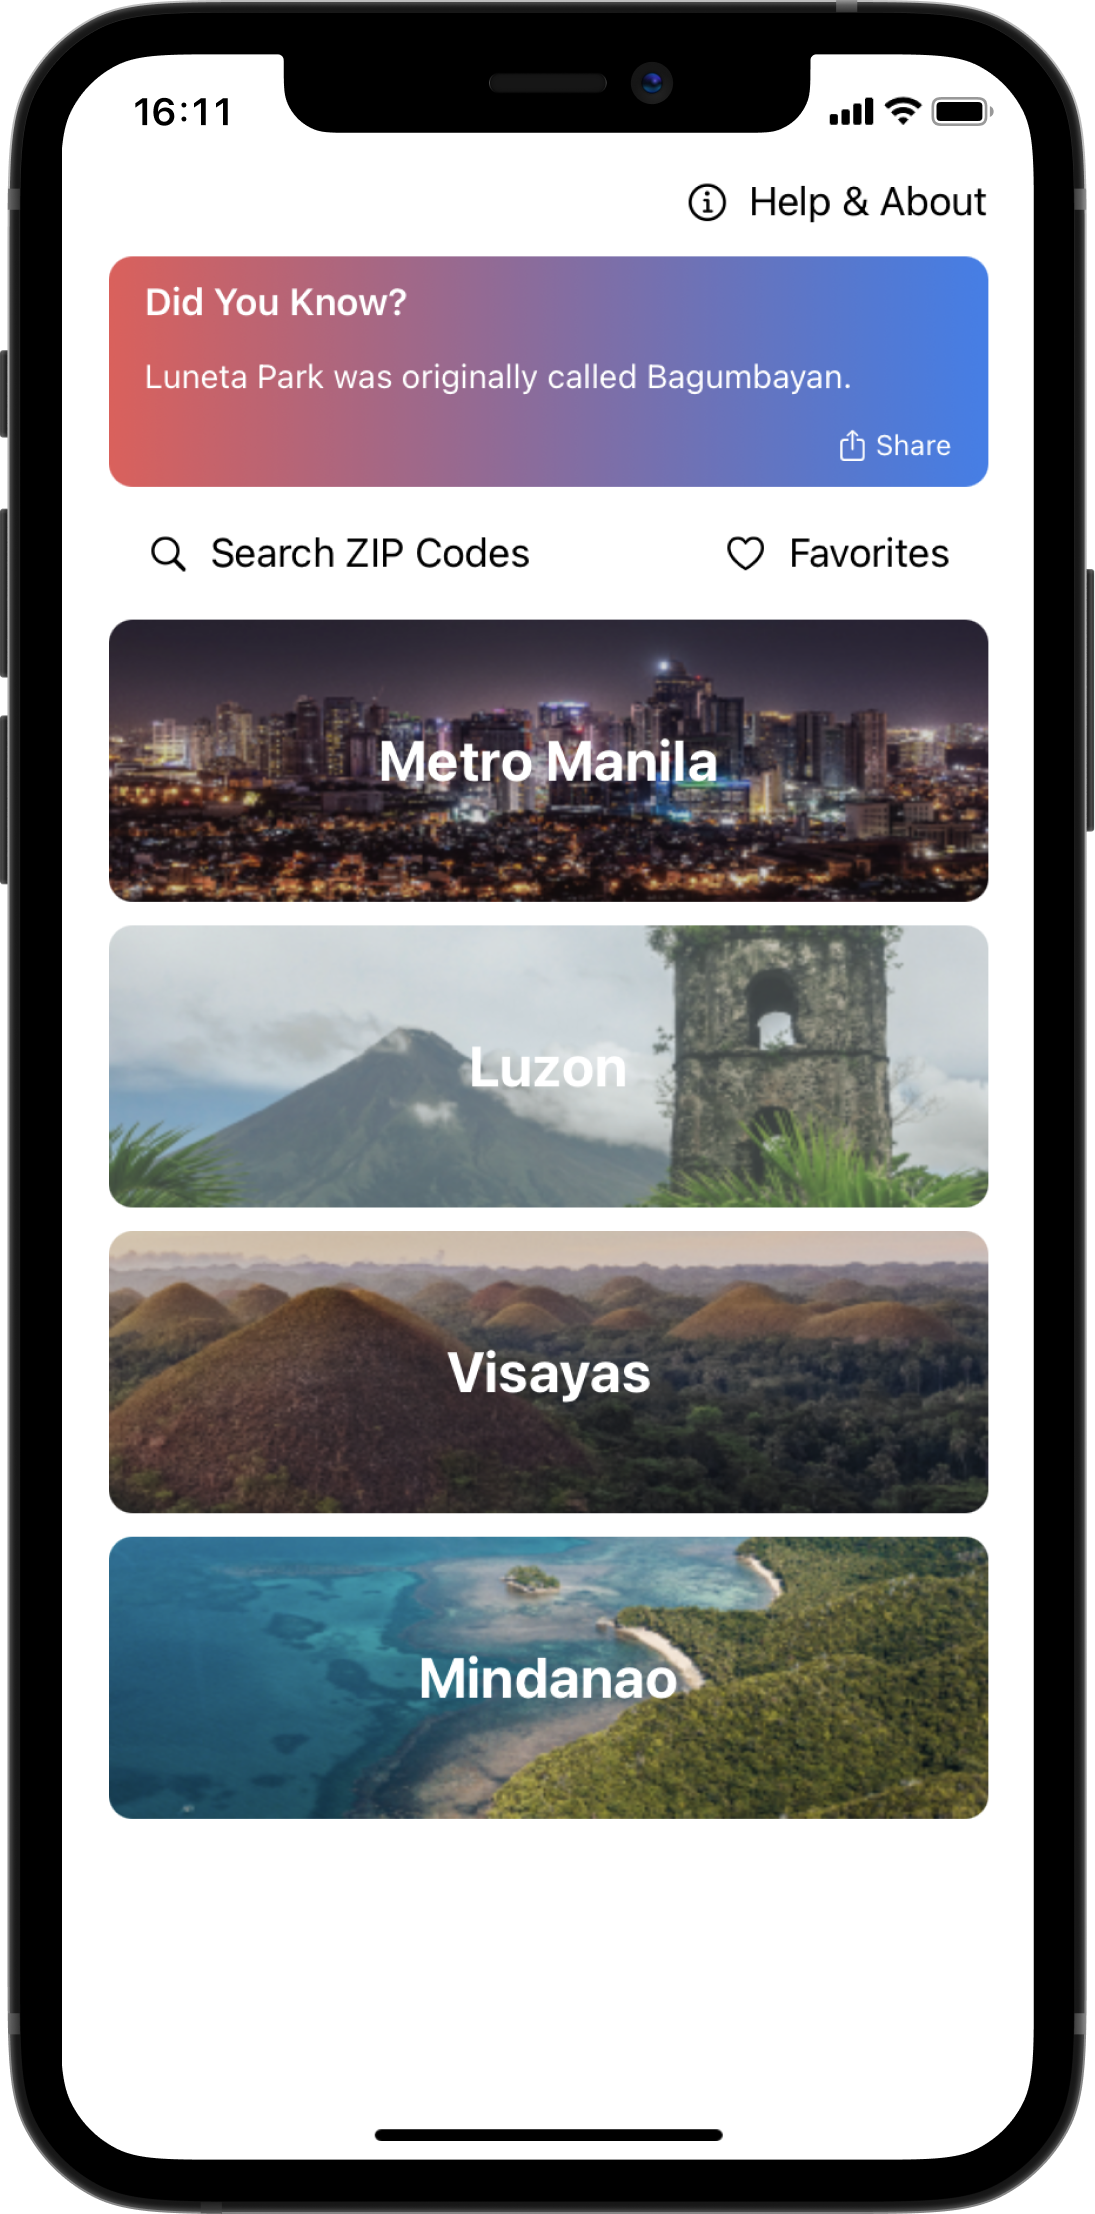 16:11
Help & About
Did You Know?
Luneta Park was originally called Bagumbayan.
Share
Search ZIP Codes
Favorites
Metro Manila
Luzon
Visayas
Mindanao